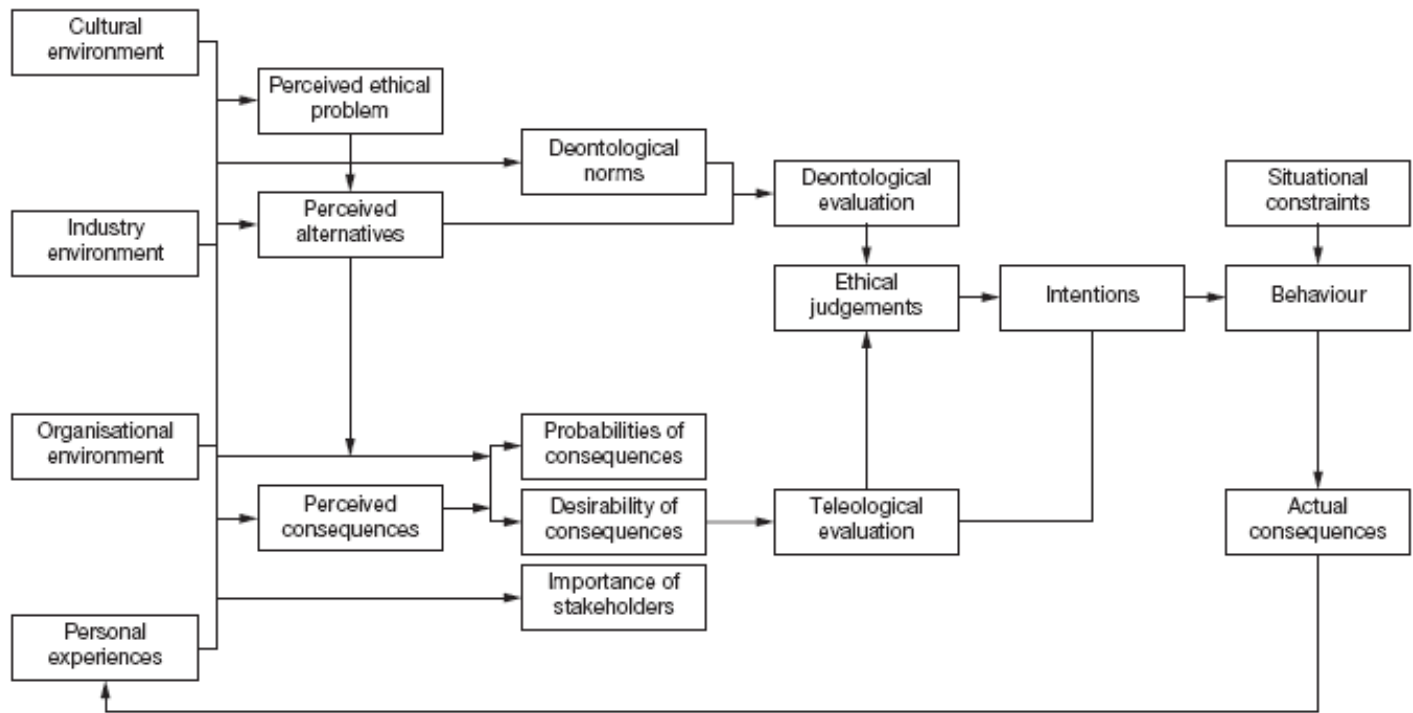 Cultural
environment
Perceived ethical
problem
Deontological
norms
Deontological
evaluation
Situational
constraints
Industry
environment
Perceived
alternatives
Ethical
judgements
Intentions
Behaviour
Organisational
environment
Probabilities of
consequences
Perceived
consequences
Desirability of
consequences
Teleological
evaluation
Actual
consequences
Importance of
stakeholders
Personal
experiences